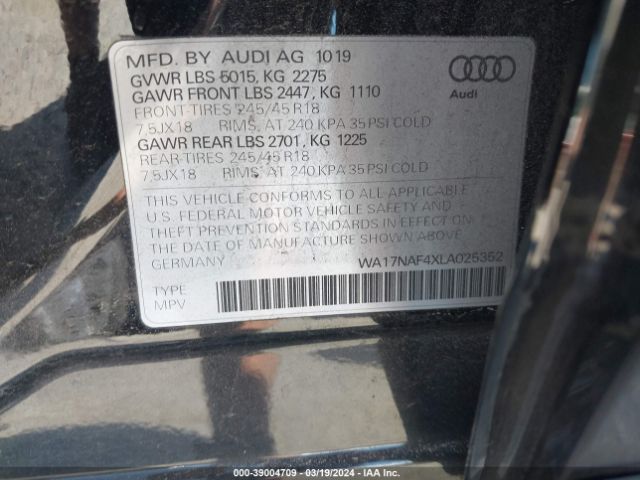 MFD. BY AUDI AG 10 19
GVWR LBS 5015, KG 2275
GAWR FRONT LBS 2447, KG 1110
FRONT-TIRES 245/45 R18
7,5JX18 RIMS, AT 240 KPA 35 PSI COLD
GAWR REAR LBS 2701, KG 1225
REAR-TIRES 245/45 R18
7,5JX18 RIMS, AT 240 KPA 35 PSI COLD
Audi
THIS VEHICLE CONFORMS TO ALL APPLICABLE
U.S. FEDERAL MOTOR VEHICLE SAFETY AND
THEFT PREVENTION STANDARDS IN EFFECT ON
THE DATE OF MANUFACTURE SHOWN ABOVE.
GERMANY WA17NAF4XLA025352
TYPE
MPV
000-39004709 - 03/19/2024 - IAA Inc.